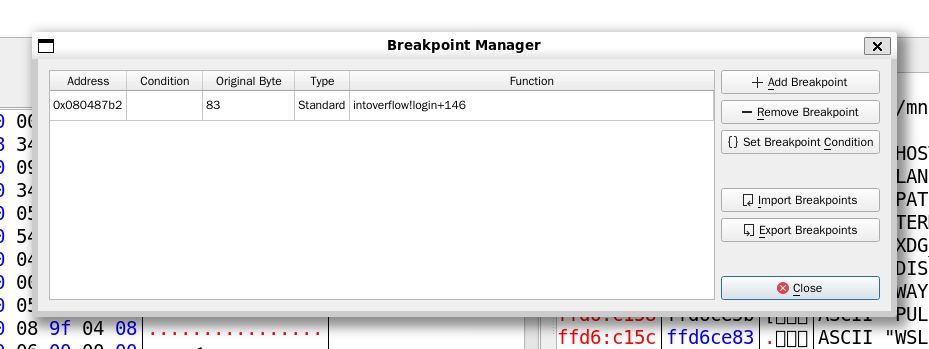 Breakpoint Manager
Address Condition Original Byte Type Function
0x080487b2 83 Standard intoverflow!login+146
Add Breakpoint
Remove Breakpoint
Set Breakpoint Condition
Import Breakpoints
Export Breakpoints
Close
/mn
0 00
HOS
8 34
LAN
0 09
PAT
0 34
TER
0 05
XDG
0 54
DIS
0 04
WAY
0 00
PUL
0 05
08 9f 04 08 ................
ffd6:c15c ffd6ce83 . ASCII "WSL